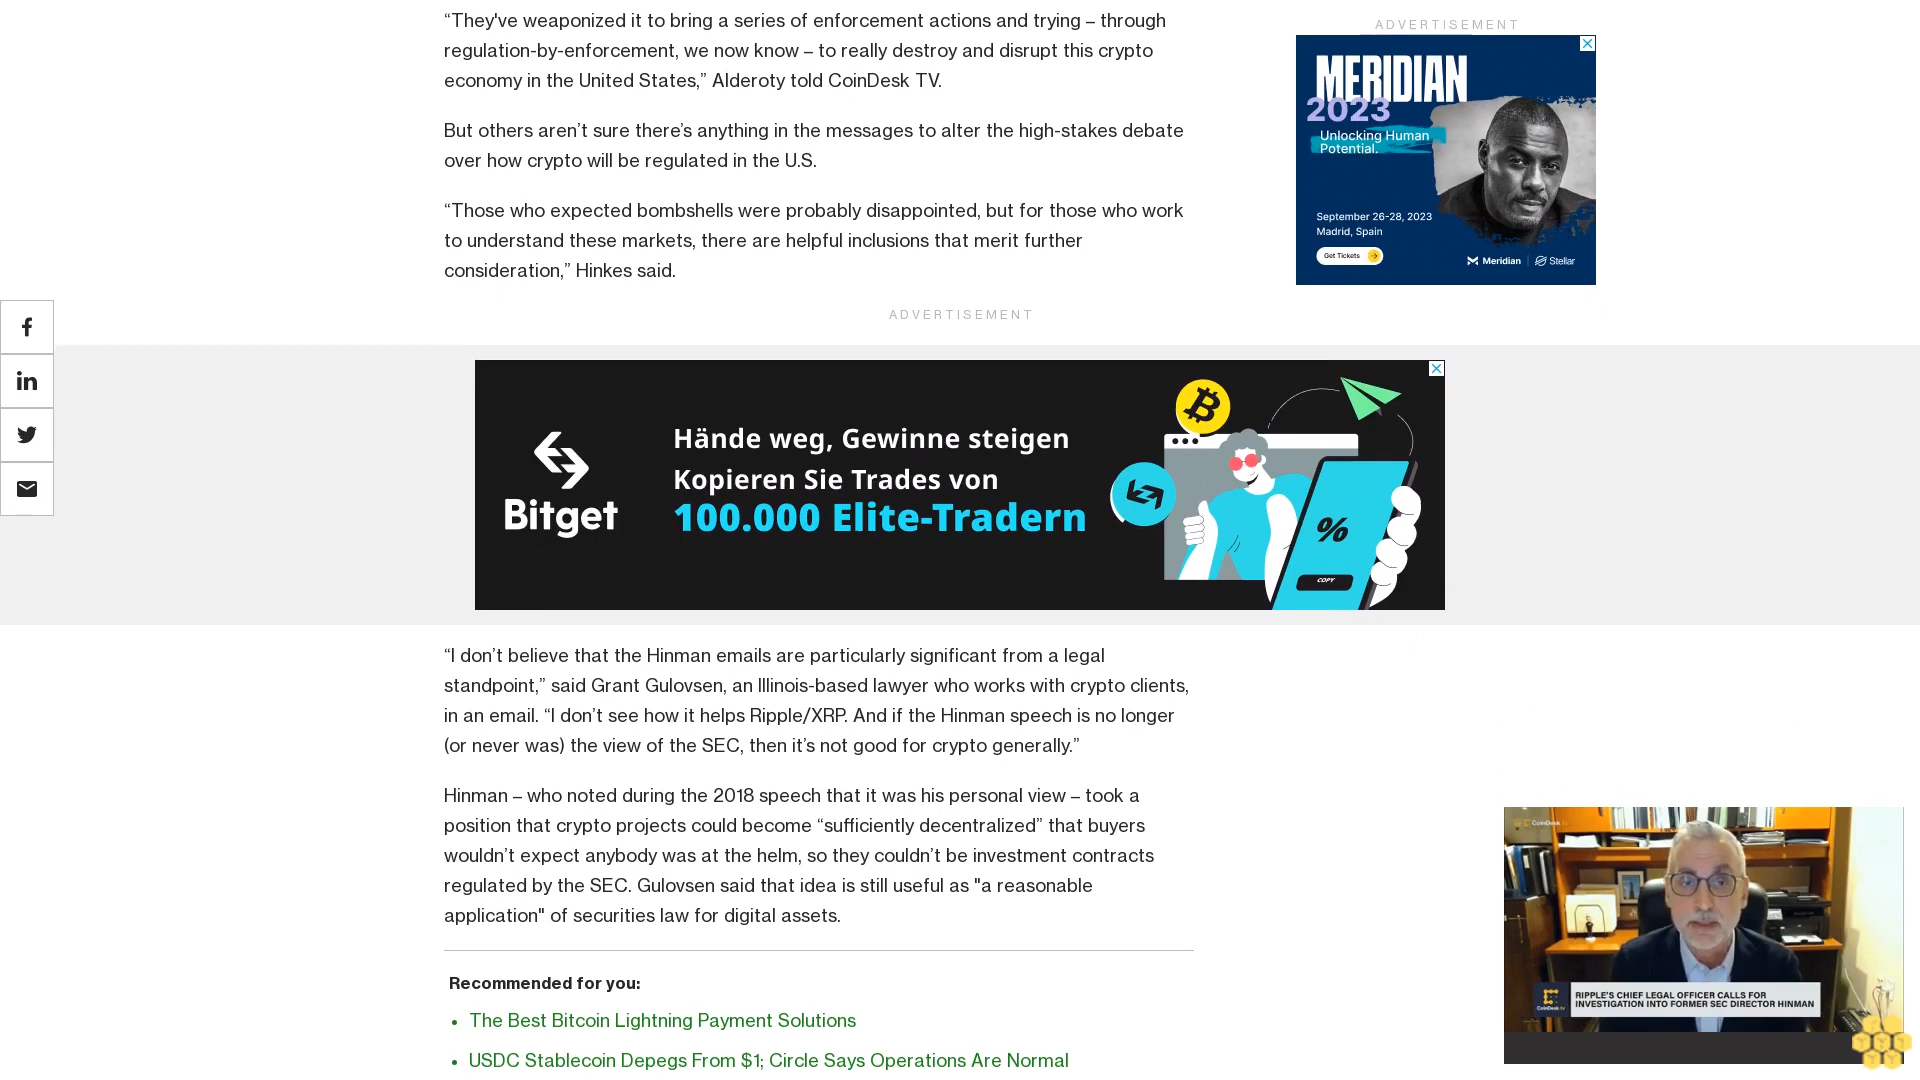 “They've weaponized it to bring a series of enforcement actions and trying – through
regulation-by-enforcement, we now know – to really destroy and disrupt this crypto
economy in the United States,” Alderoty told CoinDesk TV.
But others aren’t sure there’s anything in the messages to alter the high-stakes debate
over how crypto will be regulated in the U.S.
“Those who expected bombshells were probably disappointed, but for those who work
to understand these markets, there are helpful inclusions that merit further
consideration,” Hinkes said.
ADVERTISEMENT
MERIDIAN
2023
Unlocking Human
Potential.
September 26-28, 2023
Madrid, Spain
Get Tickets
Meridian
Stellar
ADVERTISEMENT
Bitget
Hände weg, Gewinne steigen
Kopieren Sie Trades von
100.000 Elite-Tradern
%
COPY
“I don’t believe that the Hinman emails are particularly significant from a legal
standpoint,” said Grant Gulovsen, an Illinois-based lawyer who works with crypto clients,
in an email. “I don’t see how it helps Ripple/XRP. And if the Hinman speech is no longer
(or never was) the view of the SEC, then it’s not good for crypto generally.”
Hinman – who noted during the 2018 speech that it was his personal view – took a
position that crypto projects could become “sufficiently decentralized” that buyers
wouldn’t expect anybody was at the helm, so they couldn’t be investment contracts
regulated by the SEC. Gulovsen said that idea is still useful as "a reasonable
application" of securities law for digital assets.
Recommended for you:
• The Best Bitcoin Lightning Payment Solutions
• USDC Stablecoin Depegs From $1; Circle Says Operations Are Normal
CoinDesk tv
CoinDesk.tv
RIPPLE'S CHIEF LEGAL OFFICER CALLS FOR
INVESTIGATION INTO FORMER SEC DIRECTOR HINMAN